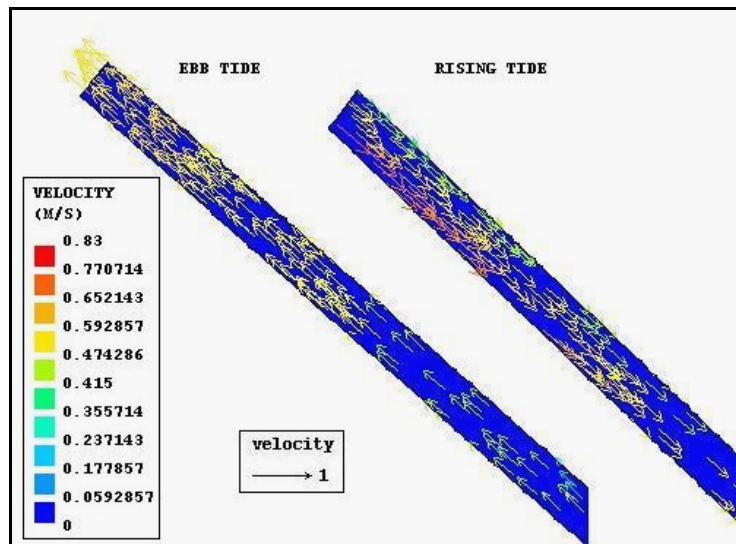 EBB TIDE
RISING TIDE
VELOCITY
(M/S)
0.83
0.770714
0.652143
0.592857
0.474286
0.415
0.355714
0.237143
0.177857
0.0592857
0
velocity
1